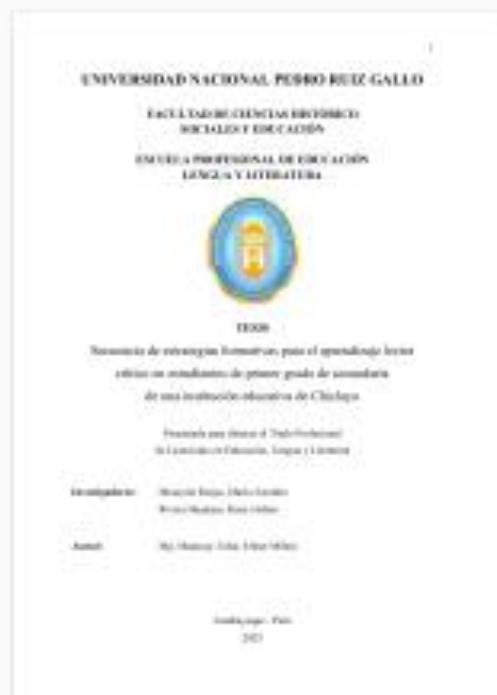 UNIVERSIDAD NACIONAL PEDRO RUIZ GALLO
FACULTAD DE CIENCIAS HISTÓRICO
SOCIALES Y EDUCACIÓN
ESCUELA PROFESIONAL DE EDUCACIÓN
LENGUA Y LITERATURA
TESIS
Secuencia de estrategias formativas para el aprendizaje lector
crítico en estudiantes de primer grado de secundaria
de una institución educativa de Chiclayo
Presentada para obtener el Título Profesional
de Licenciado en Educación, Lengua y Literatura
Investigadores:
Asesor:
Lambayeque - Perú